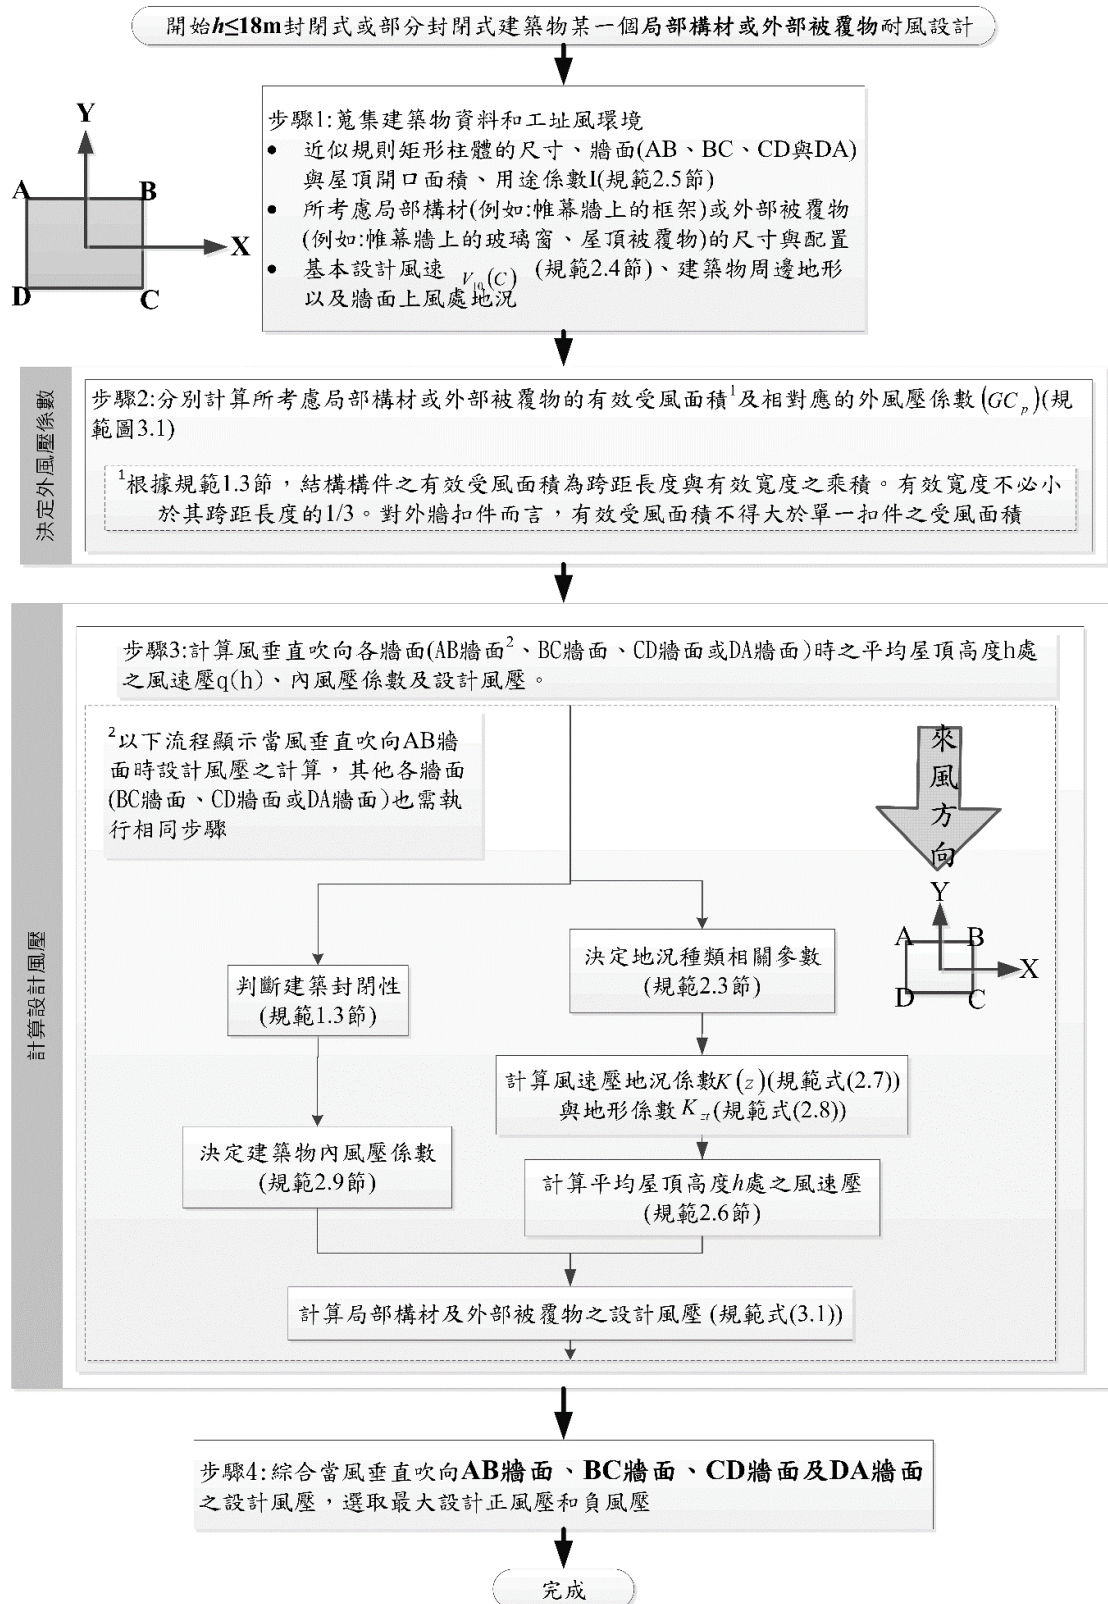 開始h≤18m封閉式或部分封閉式建築物某一個局部構材或外部被覆物耐風設計
Y
A
B
X
D
C
步驟1:蒐集建築物資料和工址風環境
• 近似規則矩形柱體的尺寸、牆面(AB、BC、CD與DA)
與屋頂開口面積、用途係數I(規範2.5節)
• 所考慮局部構材(例如:帷幕牆上的框架)或外部被覆物
(例如:帷幕牆上的玻璃窗、屋頂被覆物)的尺寸與配置
• 基本設計風速 V₁₀(C) (規範2.4節)、建築物周邊地形
以及牆面上風處地況
決定外風壓係數
步驟2:分別計算所考慮局部構材或外部被覆物的有效受風面積¹及相對應的外風壓係數(GCp)(規
範圖3.1)
¹根據規範1.3節，結構構件之有效受風面積為跨距長度與有效寬度之乘積。有效寬度不必小
於其跨距長度的1/3。對外牆扣件而言，有效受風面積不得大於單一扣件之受風面積
計算設計風壓
步驟3:計算風垂直吹向各牆面(AB牆面²、BC牆面、CD牆面或DA牆面)時之平均屋頂高度h處
之風速壓q(h)、內風壓係數及設計風壓。
²以下流程顯示當風垂直吹向AB牆
面時設計風壓之計算，其他各牆面
(BC牆面、CD牆面或DA牆面)也需執
行相同步驟
來風方向
Y
A
B
X
D
C
判斷建築封閉性
(規範1.3節)
決定地況種類相關參數
(規範2.3節)
計算風速壓地況係數K(z)(規範式(2.7))
與地形係數Kzt(規範式(2.8))
決定建築物內風壓係數
(規範2.9節)
計算平均屋頂高度h處之風速壓
(規範2.6節)
計算局部構材及外部被覆物之設計風壓 (規範式(3.1))
步驟4:綜合當風垂直吹向AB牆面、BC牆面、CD牆面及DA牆面
之設計風壓，選取最大設計正風壓和負風壓
完成